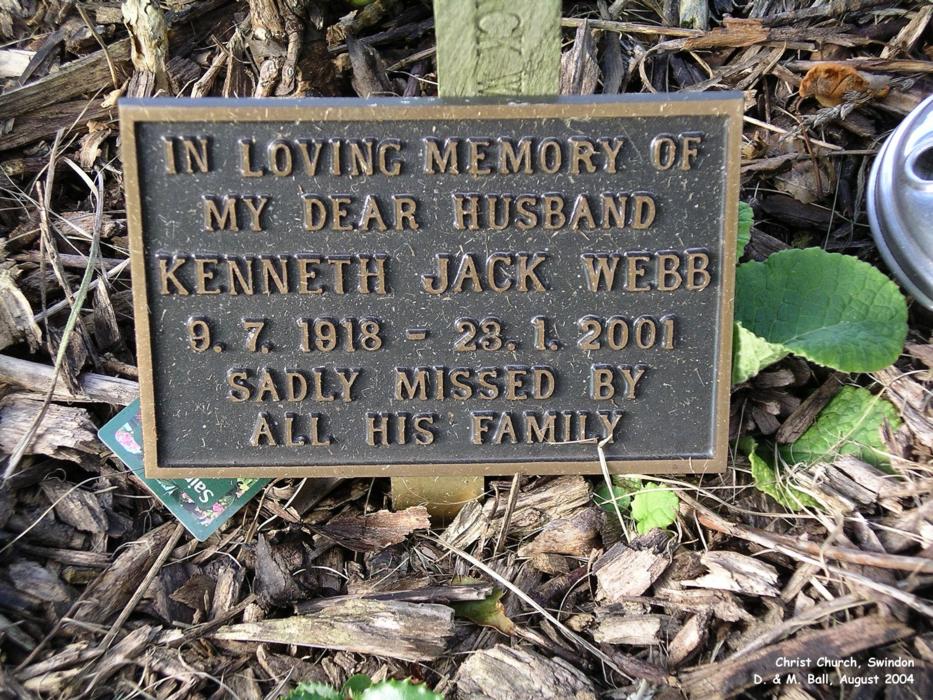 IN LOVING MEMORY OF
MY DEAR HUSBAND
KENNETH JACK WEBB
9. 7. 1918 - 23. 1. 2001
SADLY MISSED BY
ALL HIS FAMILY
Christ Church, Swindon
D. & M. Ball, August 2004